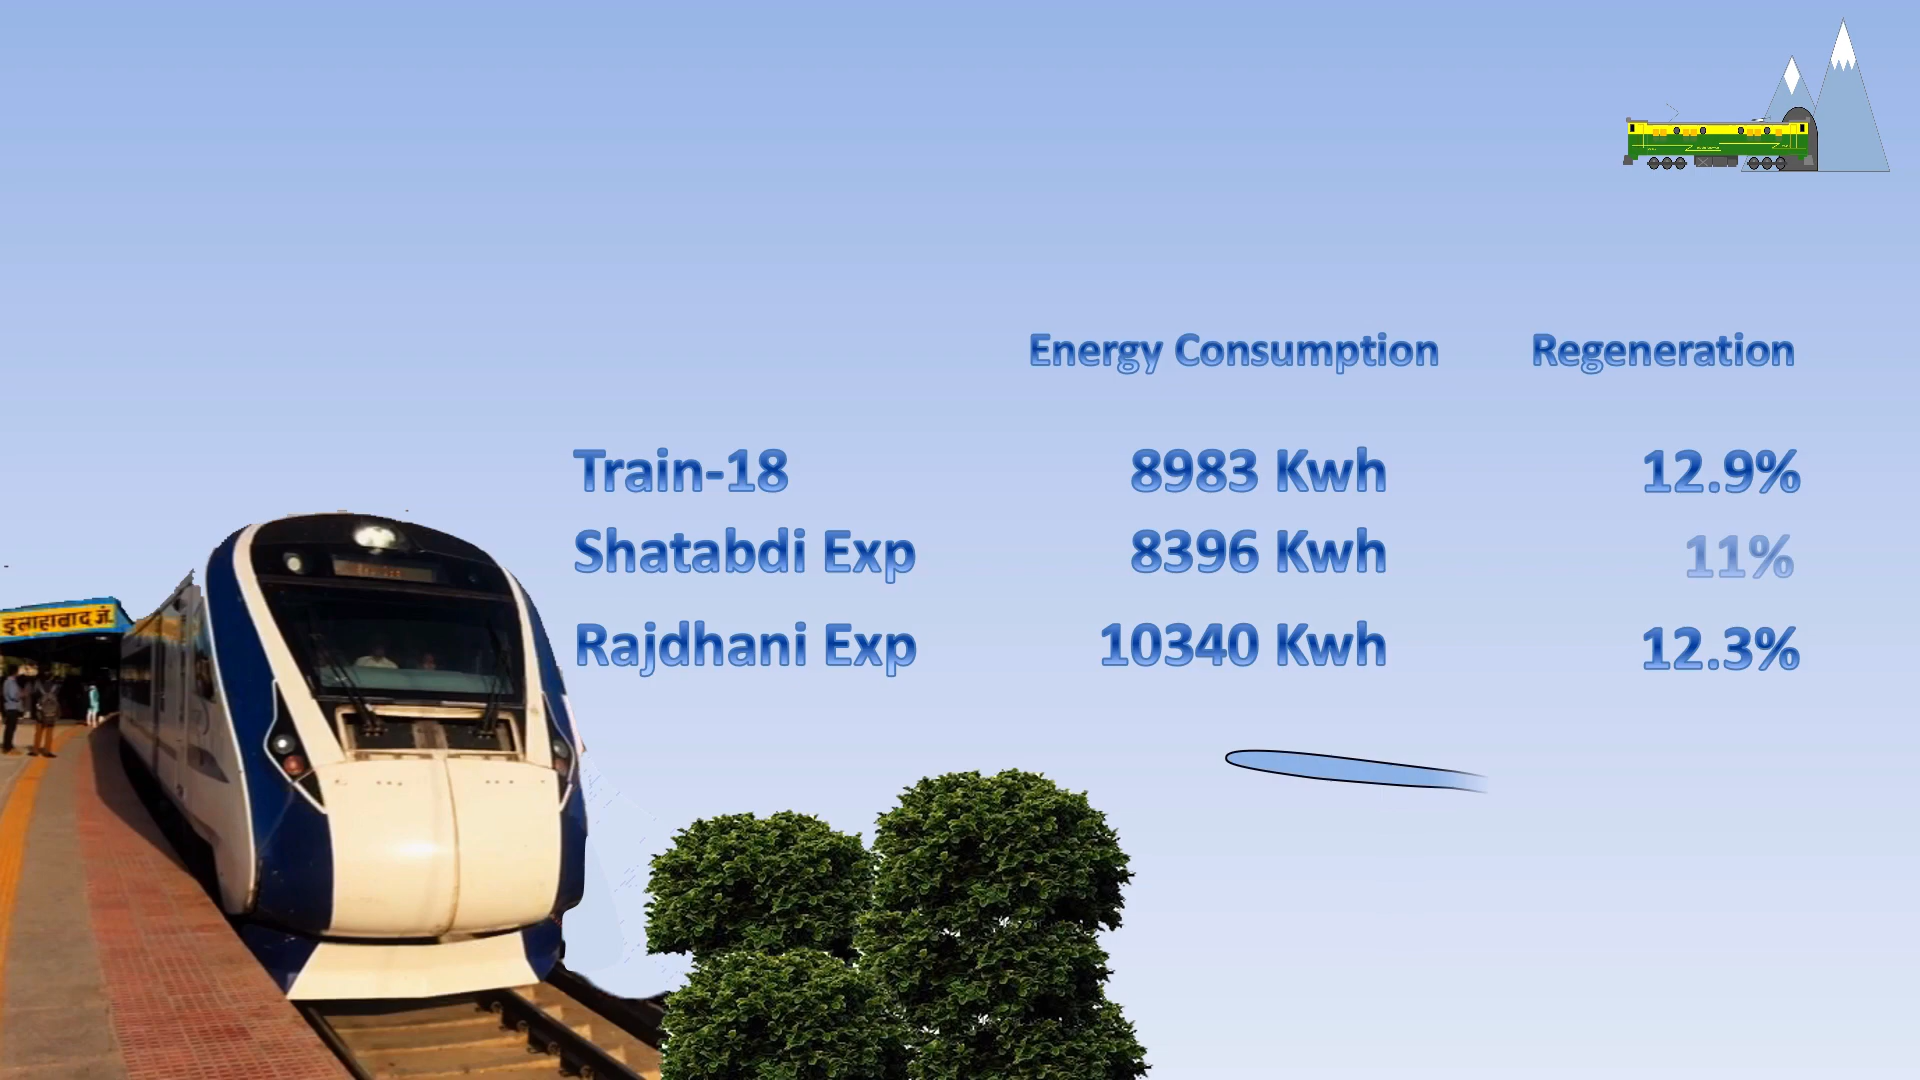 Energy Consumption Regeneration
Train-18 8983 Kwh 12.9%
Shatabdi Exp 8396 Kwh 11%
Rajdhani Exp 10340 Kwh 12.3%
इलाहाबाद जं.